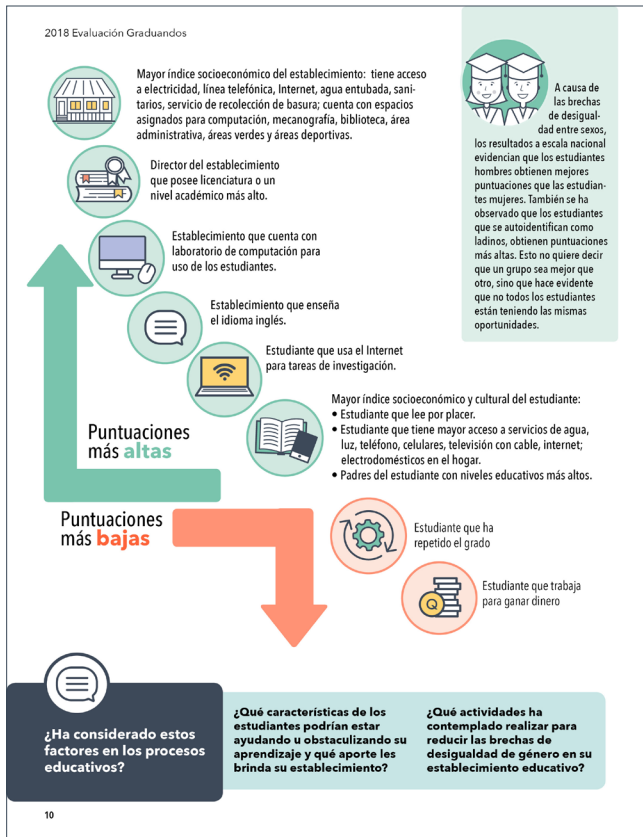 2018 Evaluación Graduandos
Mayor índice socioeconómico del establecimiento: tiene acceso
a electricidad, línea telefónica, Internet, agua entubada, sani-
tarios, servicio de recolección de basura; cuenta con espacios
asignados para computación, mecanografía, biblioteca, área
administrativa, áreas verdes y áreas deportivas.
Director del establecimiento
que posee licenciatura o un
nivel académico más alto.
Establecimiento que cuenta con
laboratorio de computación para
uso de los estudiantes.
Establecimiento que enseña
el idioma inglés.
Estudiante que usa el Internet
para tareas de investigación.
Mayor índice socioeconómico y cultural del estudiante:
• Estudiante que lee por placer.
• Estudiante que tiene mayor acceso a servicios de agua,
luz, teléfono, celulares, televisión con cable, internet;
electrodomésticos en el hogar.
• Padres del estudiante con niveles educativos más altos.
A causa de
las brechas
de desigual-
dad entre sexos,
los resultados a escala nacional
evidencian que los estudiantes
hombres obtienen mejores
puntuaciones que las estudian-
tes mujeres. También se ha
observado que los estudiantes
que se autoidentifican como
ladinos, obtienen puntuaciones
más altas. Esto no quiere decir
que un grupo sea mejor que
otro, sino que hace evidente
que no todos los estudiantes
están teniendo las mismas
oportunidades.
Puntuaciones
más altas
Puntuaciones
más bajas
Estudiante que ha
repetido el grado
Q
Estudiante que trabaja
para ganar dinero
¿Ha considerado estos
factores en los procesos
educativos?
¿Qué características de los
estudiantes podrían estar
ayudando u obstaculizando su
aprendizaje y qué aporte les
brinda su establecimiento?
¿Qué actividades ha
contemplado realizar para
reducir las brechas de
desigualdad de género en su
establecimiento educativo?
10